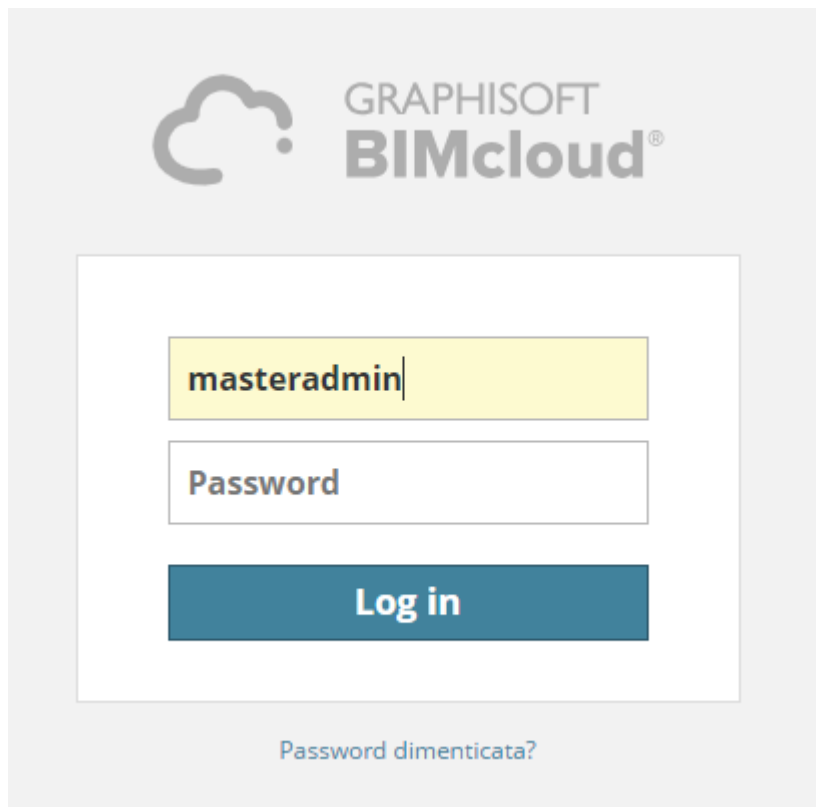 GRAPHISOFT
BIMcloud®
masteradmin
Password
Log in
Password dimenticata?